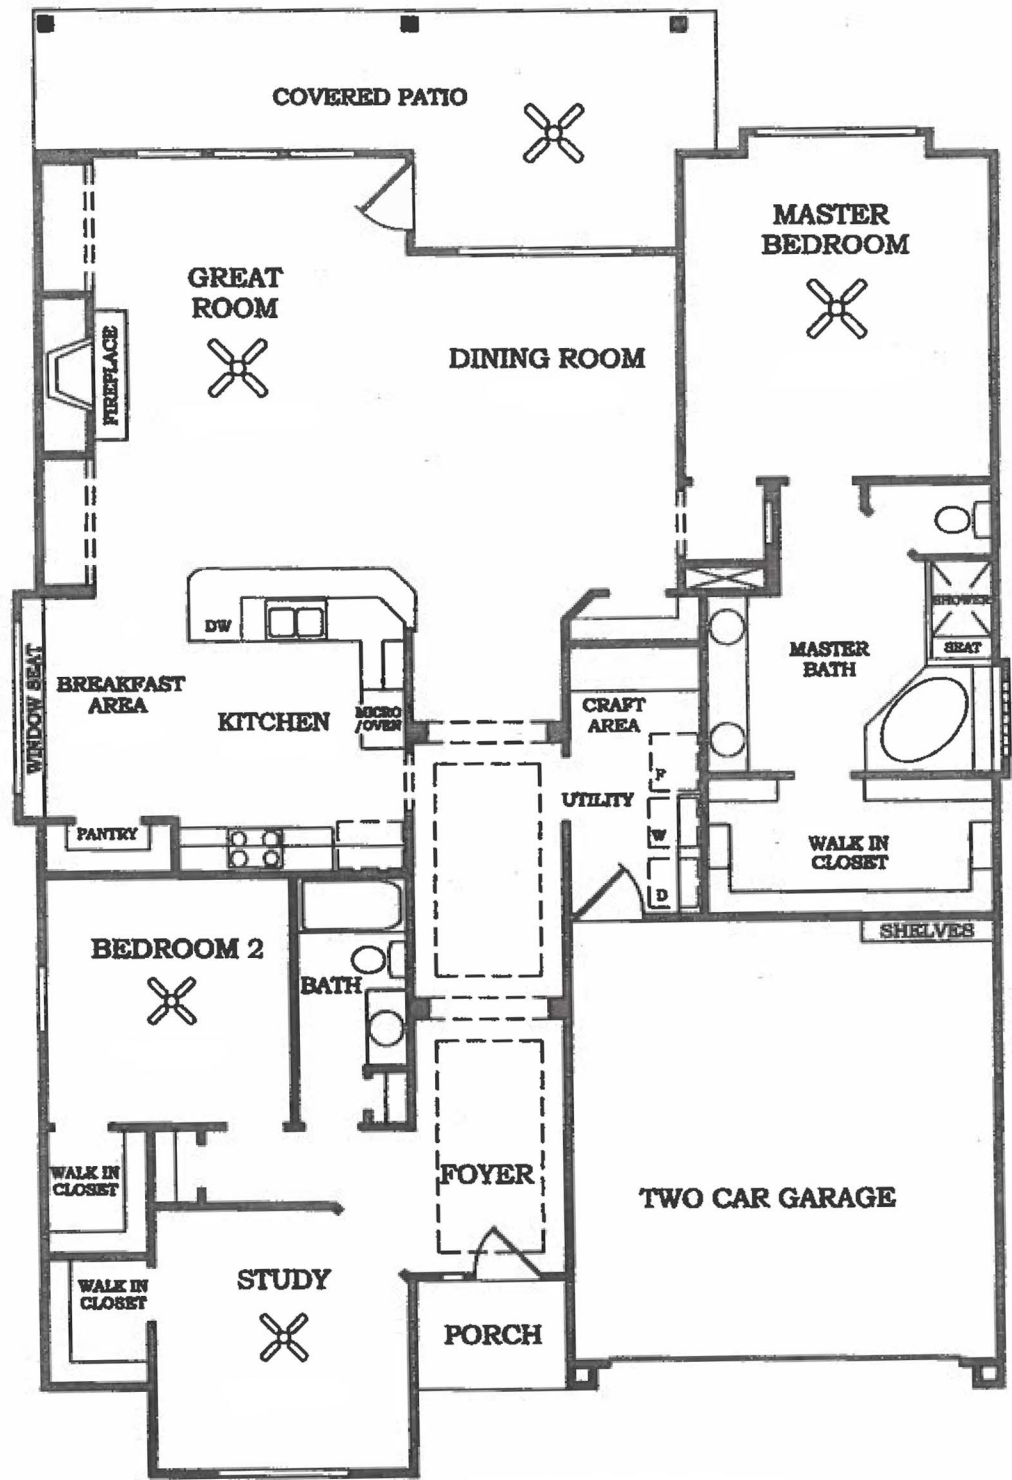 COVERED PATIO
MASTER
BEDROOM
GREAT
ROOM
DINING ROOM
FIREPLACE
DW
SHOWER
SEAT
MASTER
BATH
BREAKFAST
AREA
WINDOW SEAT
KITCHEN
MICRO
/OVEN
CRAFT
AREA
F
UTILITY
W
D
PANTRY
WALK IN
CLOSET
SHELVES
BEDROOM 2
BATH
WALK IN
CLOSET
FOYER
TWO CAR GARAGE
WALK IN
CLOSET
STUDY
PORCH